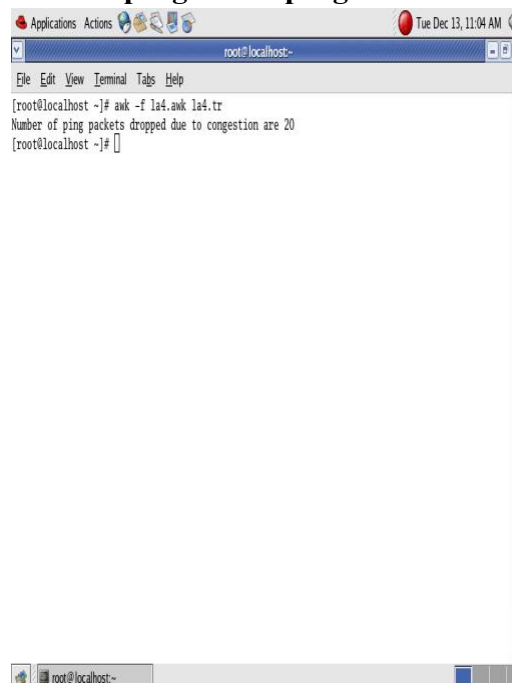 Applications Actions Tue Dec 13, 11:04 AM
root@localhost:~
File Edit View Terminal Tabs Help
[root@localhost ~]# awk -f la4.awk la4.tr
Number of ping packets dropped due to congestion are 20
[root@localhost ~]#
root@localhost:~